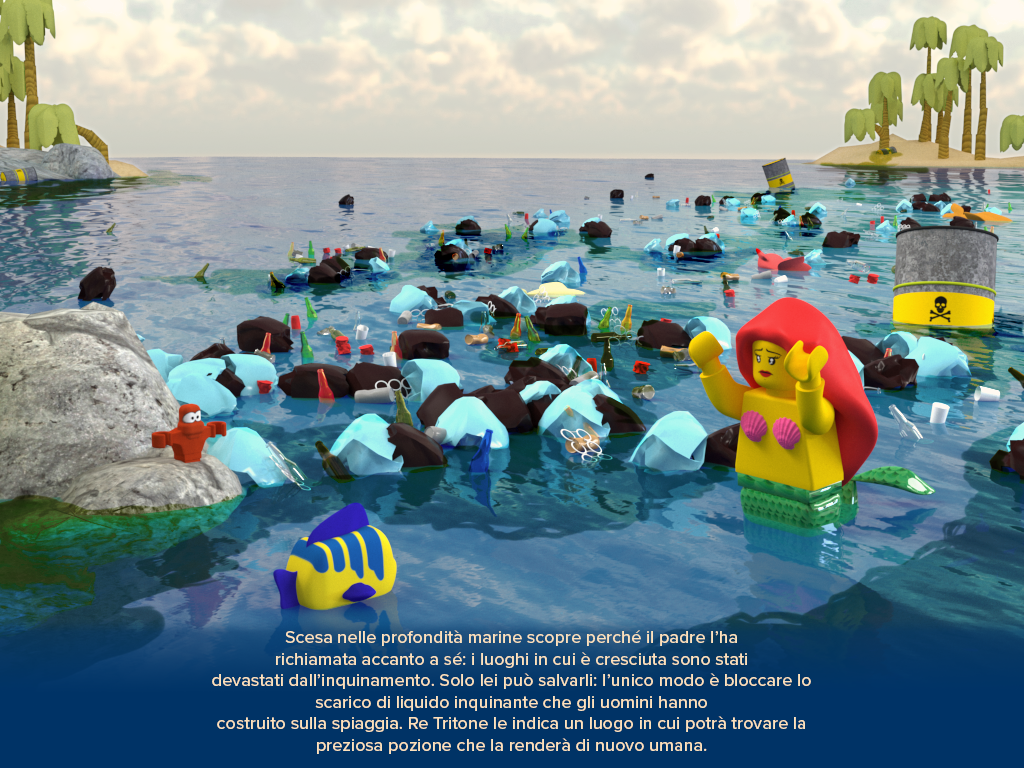 Scesa nelle profondità marine scopre perché il padre l'ha
richiamata accanto a sé: i luoghi in cui è cresciuta sono stati
devastati dall'inquinamento. Solo lei può salvarli: l'unico modo è bloccare lo
scarico di liquido inquinante che gli uomini hanno
costruito sulla spiaggia. Re Tritone le indica un luogo in cui potrà trovare la
preziosa pozione che la renderà di nuovo umana.